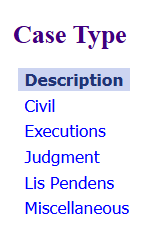 Case Type
Description
Civil
Executions
Judgment
Lis Pendens
Miscellaneous